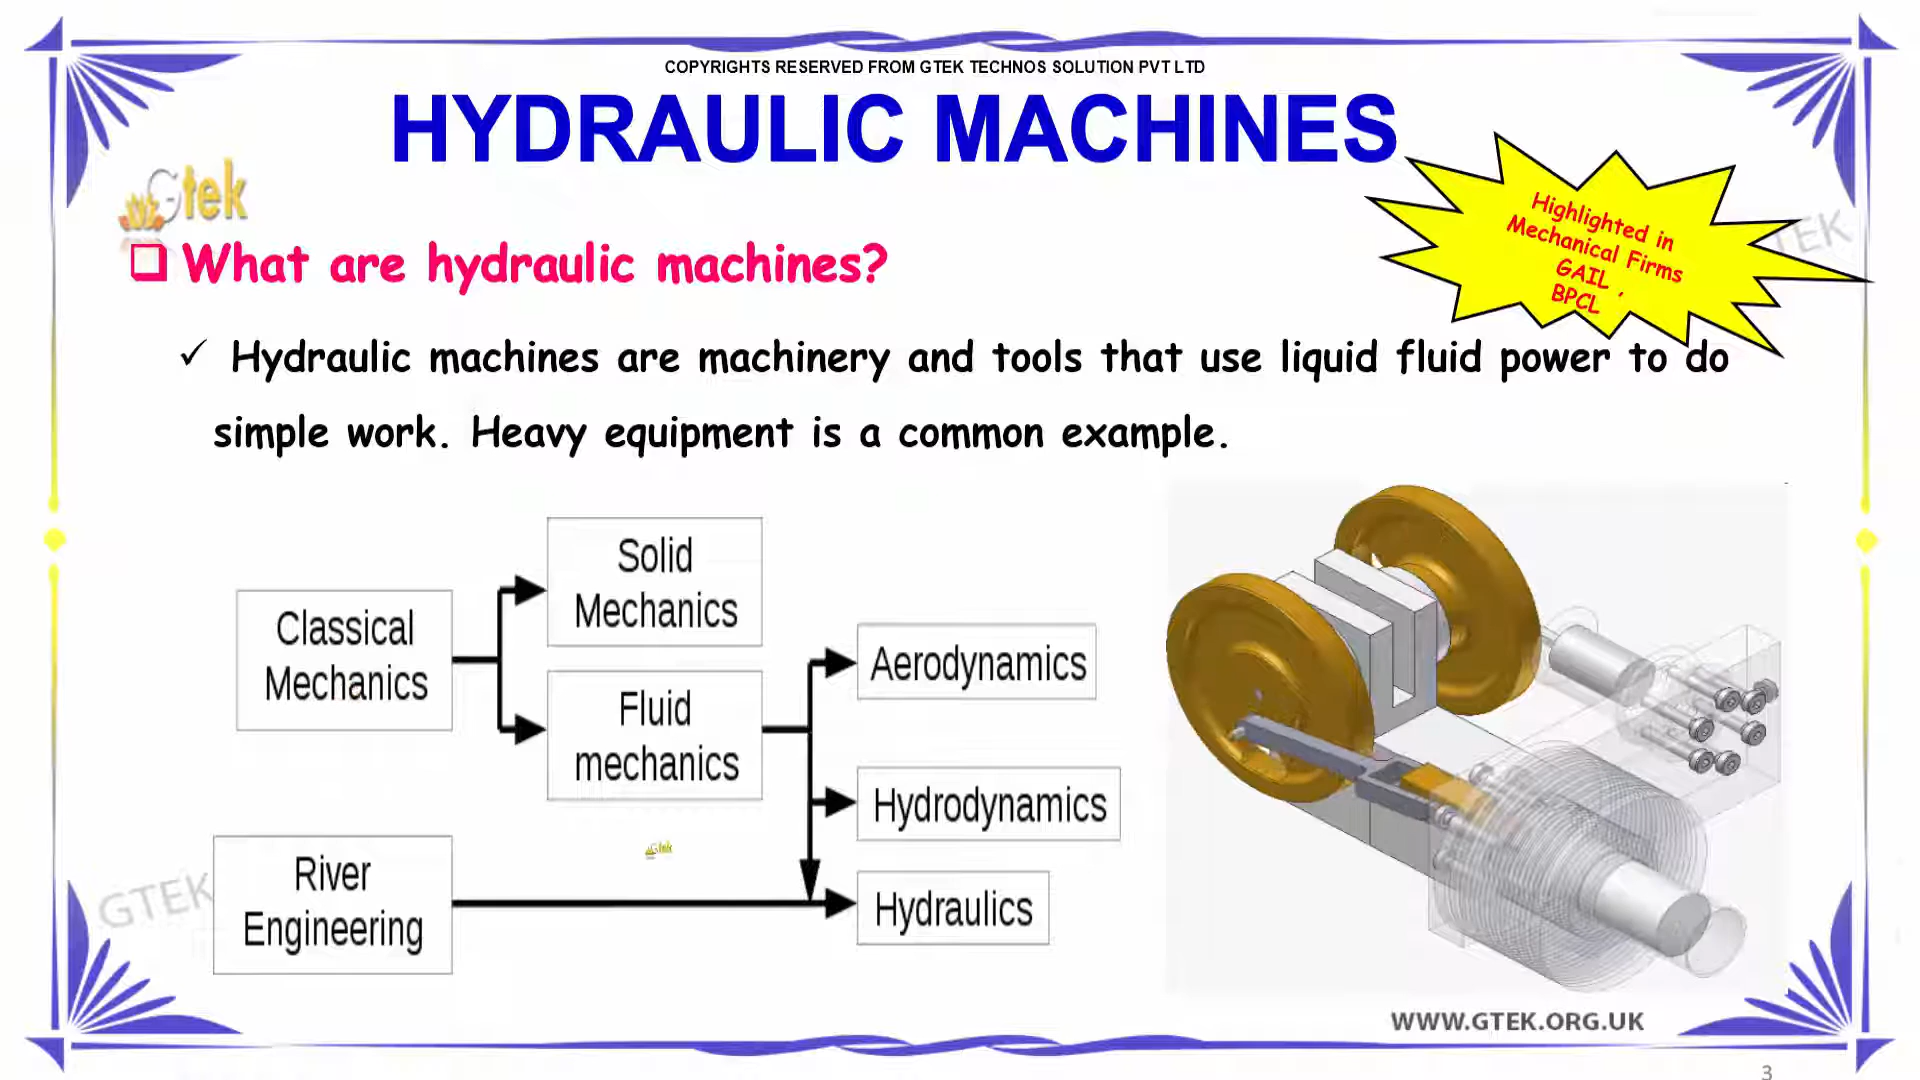 COPYRIGHTS RESERVED FROM GTEK TECHNOS SOLUTION PVT LTD
HYDRAULIC MACHINES
Gtek
Highlighted in
Mechanical Firms
GAIL ,
BPCL
TEK
What are hydraulic machines?
✓ Hydraulic machines are machinery and tools that use liquid fluid power to do
simple work. Heavy equipment is a common example.
Classical
Mechanics
Solid
Mechanics
Fluid
mechanics
Aerodynamics
Hydrodynamics
Gtek
River
Engineering
Hydraulics
GTEK
WWW.GTEK.ORG.UK
3